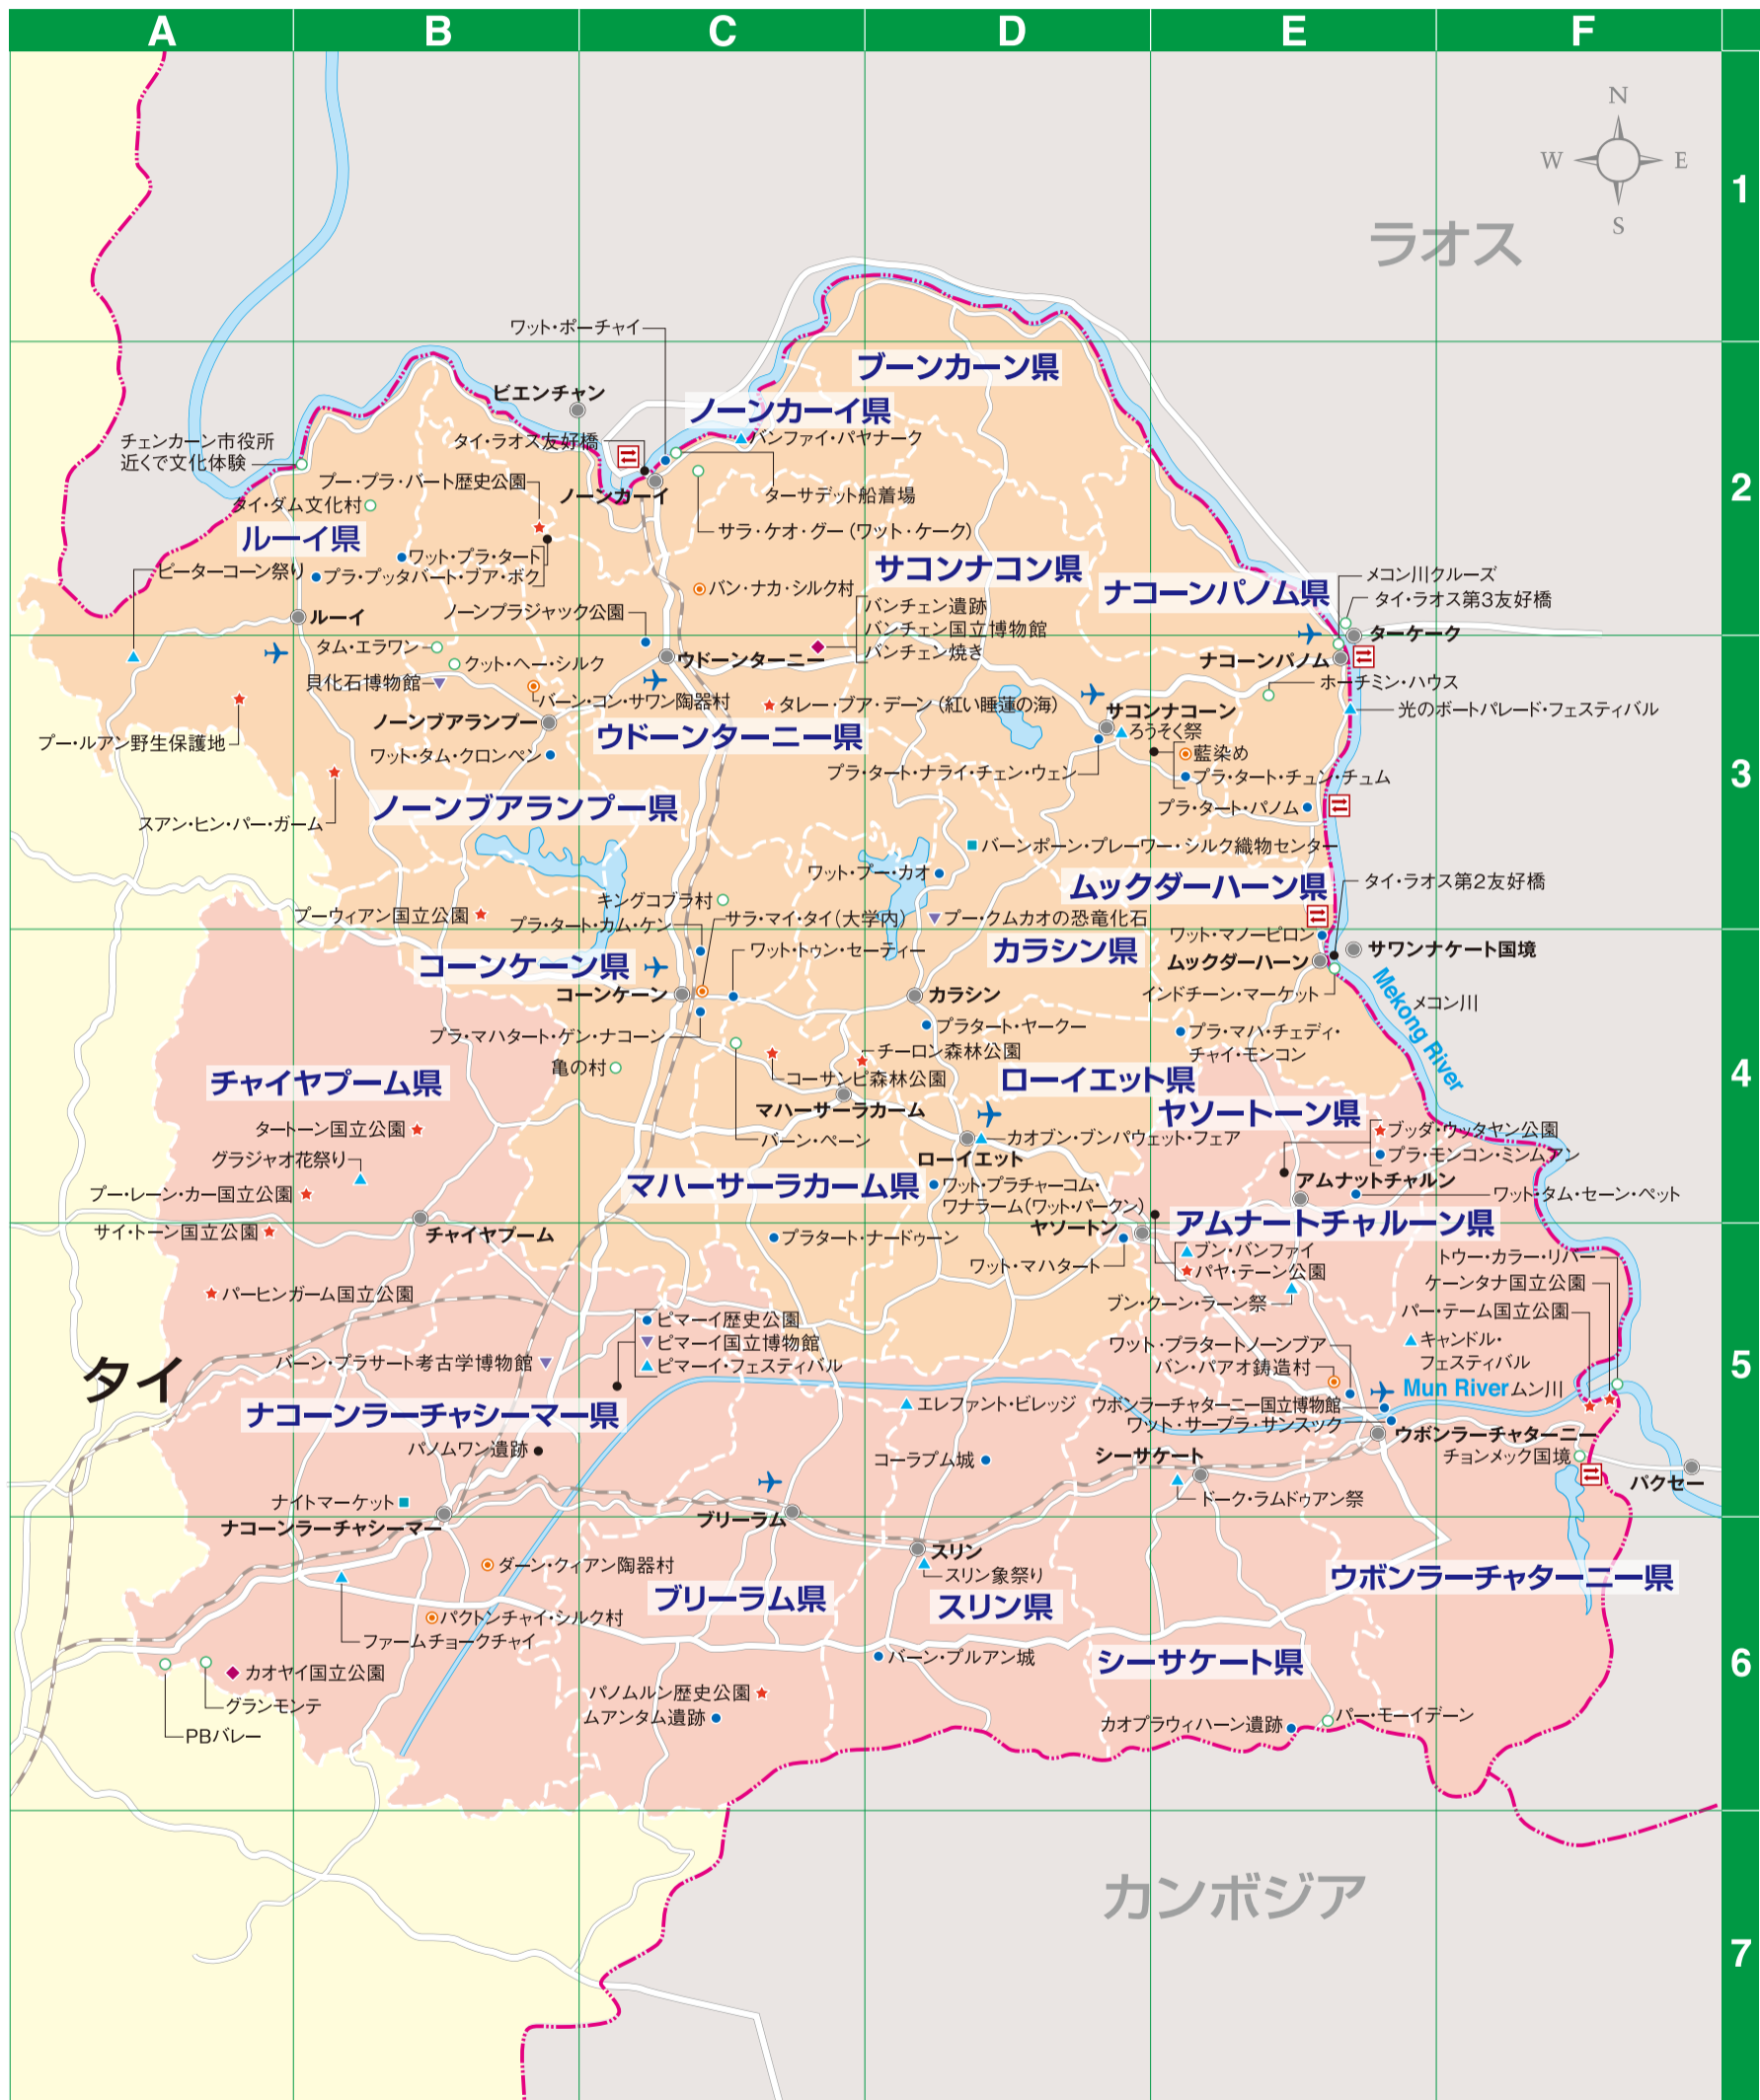 A
B
C
D
E
F
N
W
E
S
1
ラオス
ワット・ポーチャイ
ブーンカーン県
ビエンチャン
ノーンカーイ県
チェンカーン市役所
近くで文化体験
タイ・ラオス友好橋
バンファイ・パヤナーク
プー・プラ・バート歴史公園
ノーンカーイ
ターサデット船着場
2
タイ・ダム文化村
サラ・ケオ・グー（ワット・ケーク）
ルーイ県
ワット・プラ・タート
サコンナコン県
ピーターコーン祭り
プラ・プッタバート・ブア・ボク
バン・ナカ・シルク村
ナコーンパノム県
メコン川クルーズ
タイ・ラオス第3友好橋
ルーイ
ノーンプラジャック公園
バンチェン遺跡
バンチェン国立博物館
バンチェン焼き
ターケーク
タム・エラワン
クット・ヘー・シルク
ウドーンターニー
ナコーンパノム
貝化石博物館
バーン・コン・サワン陶器村
タレー・ブア・デーン（紅い睡蓮の海）
ホーチミン・ハウス
光のボートパレード・フェスティバル
ノーンブアランプー
サコンナコーン
ろうそく祭
プー・ルアン野生保護地
ウドーンターニー県
ワット・タム・クロンペン
藍染め
プラ・タート・ナライ・チェン・ウェン
プラ・タート・チュン・チュム
3
スアン・ヒン・パー・ガーム
ノーンブアランプー県
プラ・タート・パノム
バーンポーン・プレーワー・シルク織物センター
ワット・プー・カオ
ムックダーハーン県
タイ・ラオス第2友好橋
プーウィアン国立公園
キングコブラ村
プラ・タート・カム・ケン
サラ・マイ・タイ（大学内）
プー・クムカオの恐竜化石
ワット・マノーピロン
ワット・トゥン・セーティー
カラシン県
サワンナケート国境
コーンケーン県
ムックダーハーン
コーンケーン
カラシン
インドチーン・マーケット
Mekong River
メコン川
プラ・マハタート・ゲン・ナコーン
プラタート・ヤークー
プラ・マハ・チェディ・
チャイ・モンコン
チーロン森林公園
亀の村
コーサンピ森林公園
チャイヤプーム県
ローイエット県
4
マハーサーラカーム
ヤソートーン県
タートーン国立公園
バーン・ペーン
カオブン・ブンパウェット・フェア
ブッダ・ウッタヤン公園
プラ・モンコン・ミンムアン
グラジャオ花祭り
ローイエット
アムナットチャルン
プー・レーン・カー国立公園
マハーサーラカーム県
ワット・プラチャーコム・
ワナラーム（ワット・パークン）
ワット・タム・セーン・ペット
サイ・トーン国立公園
チャイヤプーム
プラタート・ナードゥーン
ヤソートン
アムナートチャルーン県
ワット・マハタート
ブン・バンファイ
パヤ・テーン公園
トウー・カラー・リバー
パーヒンガーム国立公園
ブン・クーン・ラーン祭
ケーンタナ国立公園
パー・テーム国立公園
ピマーイ歴史公園
ピマーイ国立博物館
ピマーイ・フェスティバル
ワット・プラタートノーンブア
キャンドル・
フェスティバル
タイ
バーン・プラサート考古学博物館
バン・パアオ鋳造村
5
Mun River ムン川
ナコーンラーチャシーマー県
エレファント・ビレッジ
ウボンラーチャターニー国立博物館
ワット・サープラ・サンスック
パノムワン遺跡
ウボンラーチャターニー
コーラプム城
シーサケート
チョンメック国境
パクセー
ナイトマーケット
ドーク・ラムドゥアン祭
ナコーンラーチャシーマー
ブリーラム
スリン
ダーン・クィアン陶器村
スリン象祭り
ウボンラーチャターニー県
ブリーラム県
スリン県
パクトンチャイ・シルク村
ファームチョークチャイ
バーン・プルアン城
シーサケート県
6
カオヤイ国立公園
グランモンテ
パノムルン歴史公園
ムアンタム遺跡
カオプラウィハーン遺跡
パー・モーイデーン
PBバレー
カンボジア
7